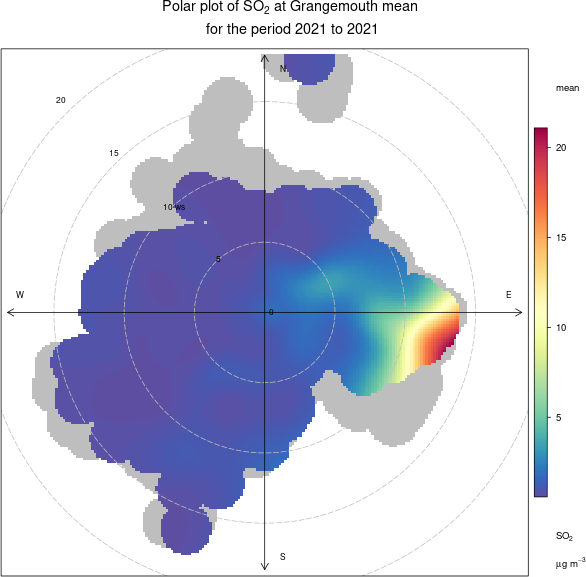 Polar plot of SO₂ at Grangemouth mean
for the period 2021 to 2021
N
20
mean
20
15
10 ws
15
5
W
E
0
10
5
S
SO₂
µg m⁻³